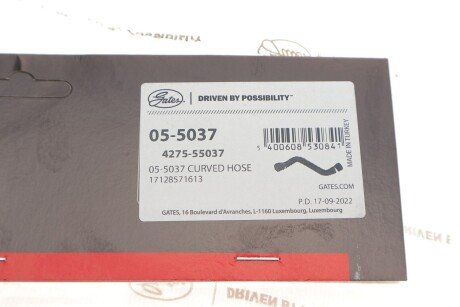 Gates
DRIVEN BY POSSIBILITY™
05-5037
4275-55037
05-5037 CURVED HOSE
17128571613
5 400608 853084
MADE IN TURKEY
GATES.COM
P.D. 17-09-2022
GATES, 16 Boulevard d'Avranches, L-1160 Luxembourg, Luxembourg